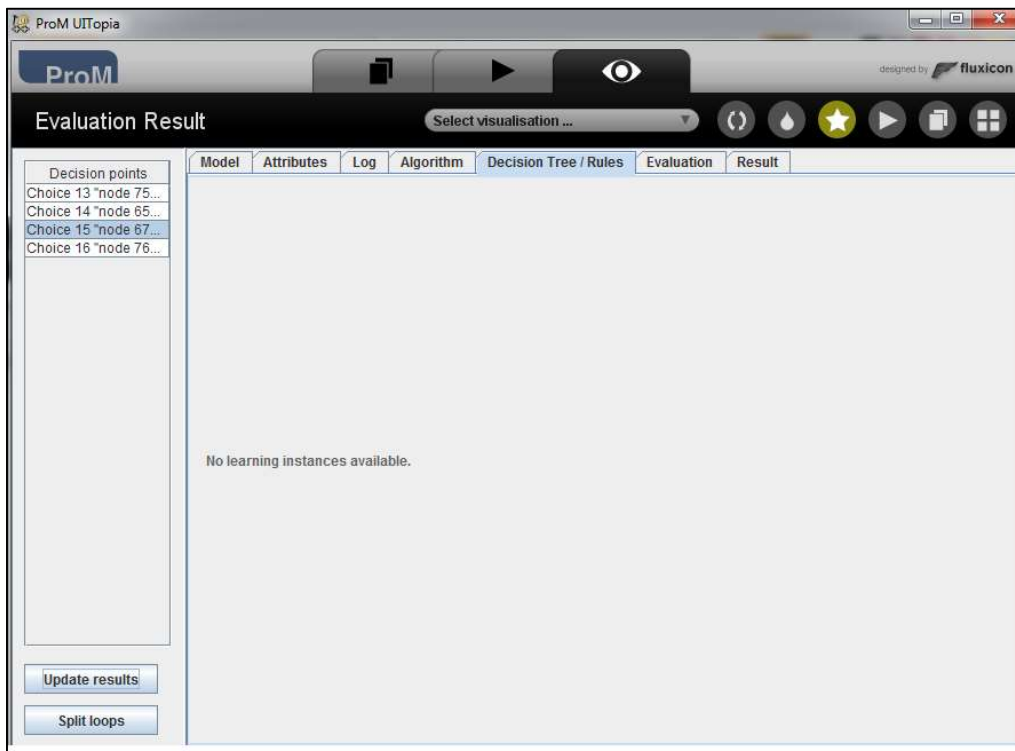 ProM UITopia
ProM
designed by fluxicon
Evaluation Result
Select visualisation ...
Decision points
Choice 13 "node 75...
Choice 14 "node 65...
Choice 15 "node 67...
Choice 16 "node 76...
Model Attributes Log Algorithm Decision Tree / Rules Evaluation Result
No learning instances available.
Update results
Split loops